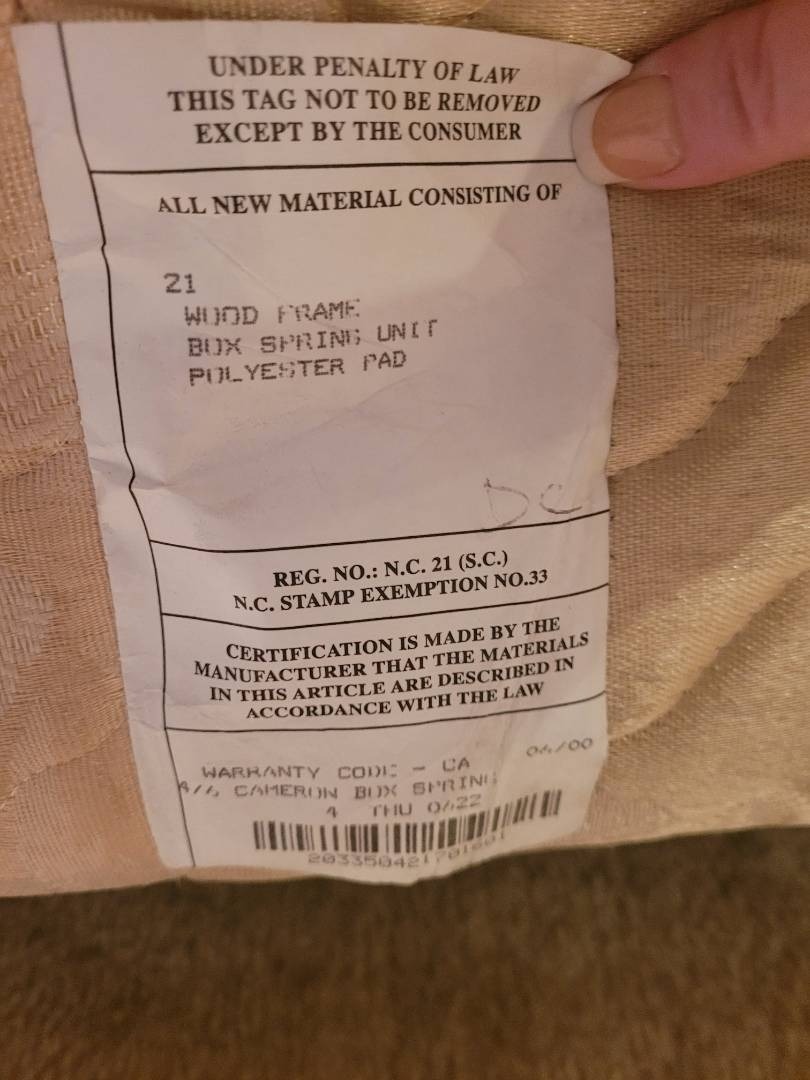 UNDER PENALTY OF LAW
THIS TAG NOT TO BE REMOVED
EXCEPT BY THE CONSUMER
ALL NEW MATERIAL CONSISTING OF
21
WOOD FRAME
BOX SPRING UNIT
POLYESTER PAD
DC
REG. NO.: N.C. 21 (S.C.)
N.C. STAMP EXEMPTION NO.33
CERTIFICATION IS MADE BY THE
MANUFACTURER THAT THE MATERIALS
IN THIS ARTICLE ARE DESCRIBED IN
ACCORDANCE WITH THE LAW
06/00
WARRANTY CODE - CA
CAMERON BOX SPRING
4 THU 0622